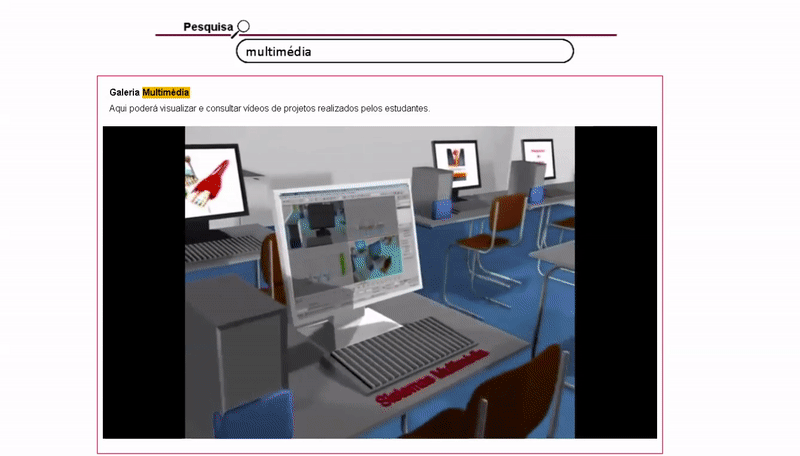 Pesquisa
multimédia
Galeria Multimédia
Aqui poderá visualizar e consultar vídeos de projetos realizados pelos estudantes.
Sistemas Multimédia